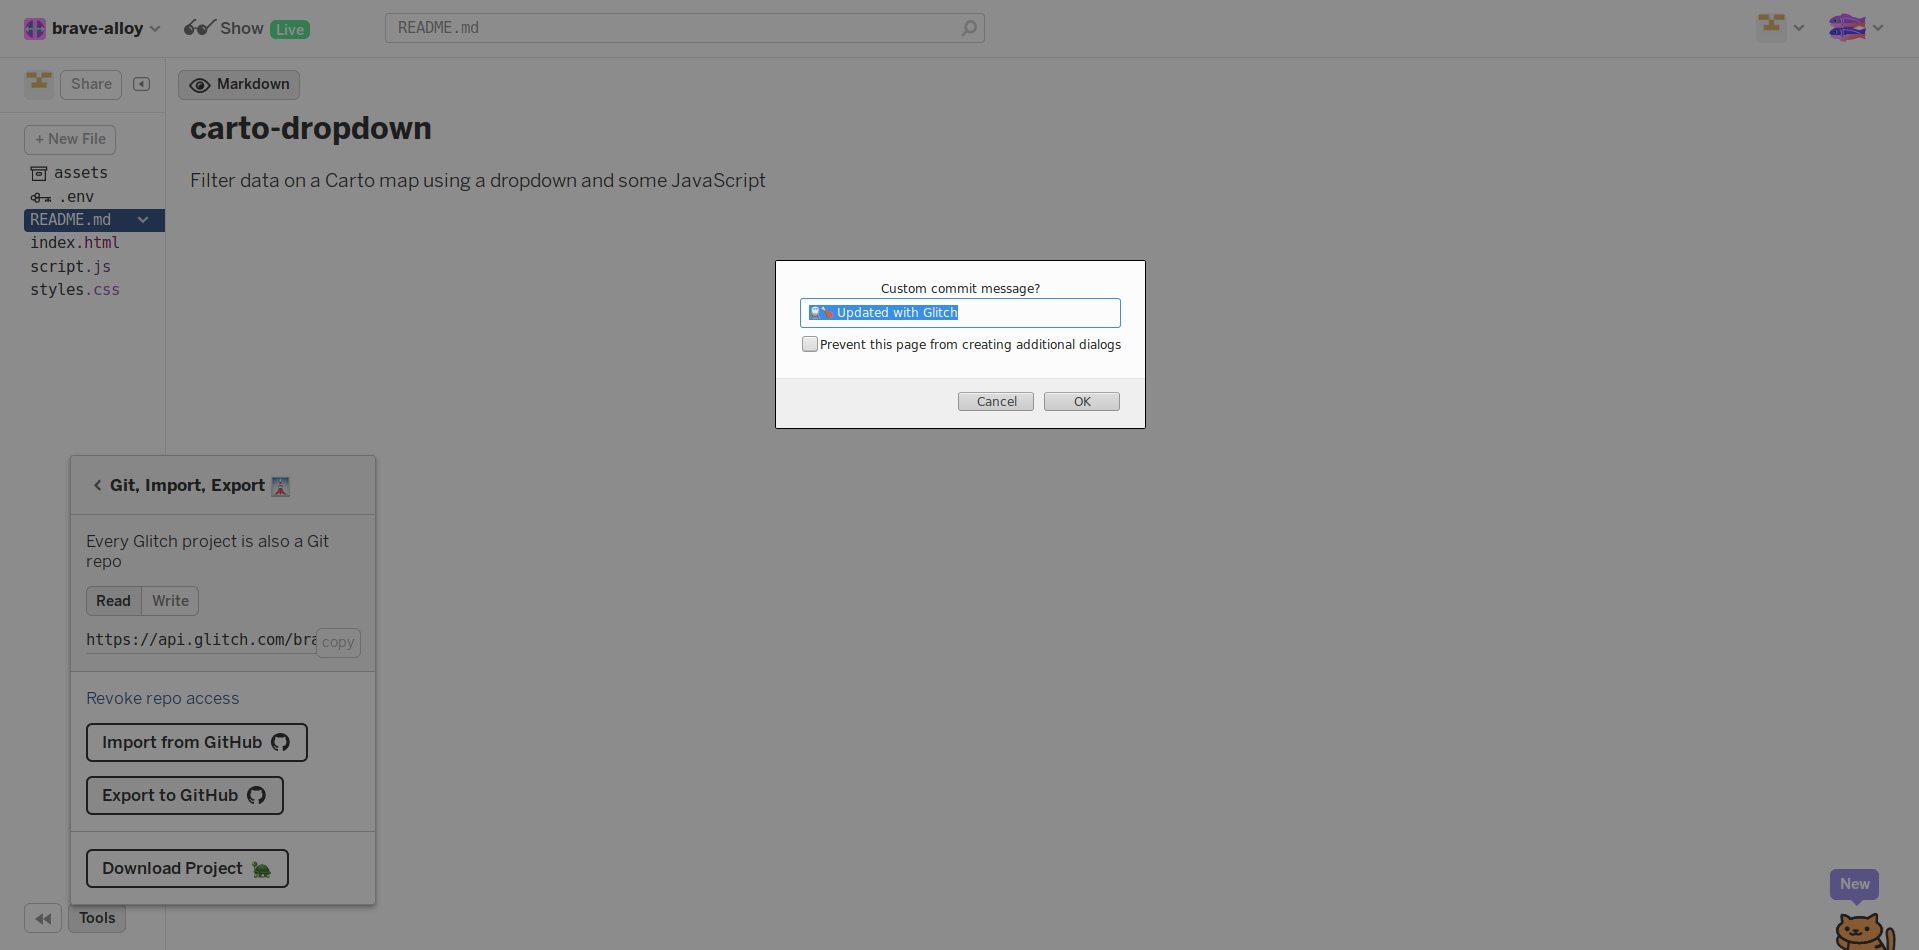 brave-alloy
Show Live
README.md
Share
Markdown
+ New File
assets
.env
README.md
index.html
script.js
styles.css
carto-dropdown
Filter data on a Carto map using a dropdown and some JavaScript
Custom commit message?
Updated with Glitch
Prevent this page from creating additional dialogs
Cancel
OK
Git, Import, Export
Every Glitch project is also a Git
repo
Read
Write
https://api.glitch.com/bra
copy
Revoke repo access
Import from GitHub
Export to GitHub
Download Project
Tools
New